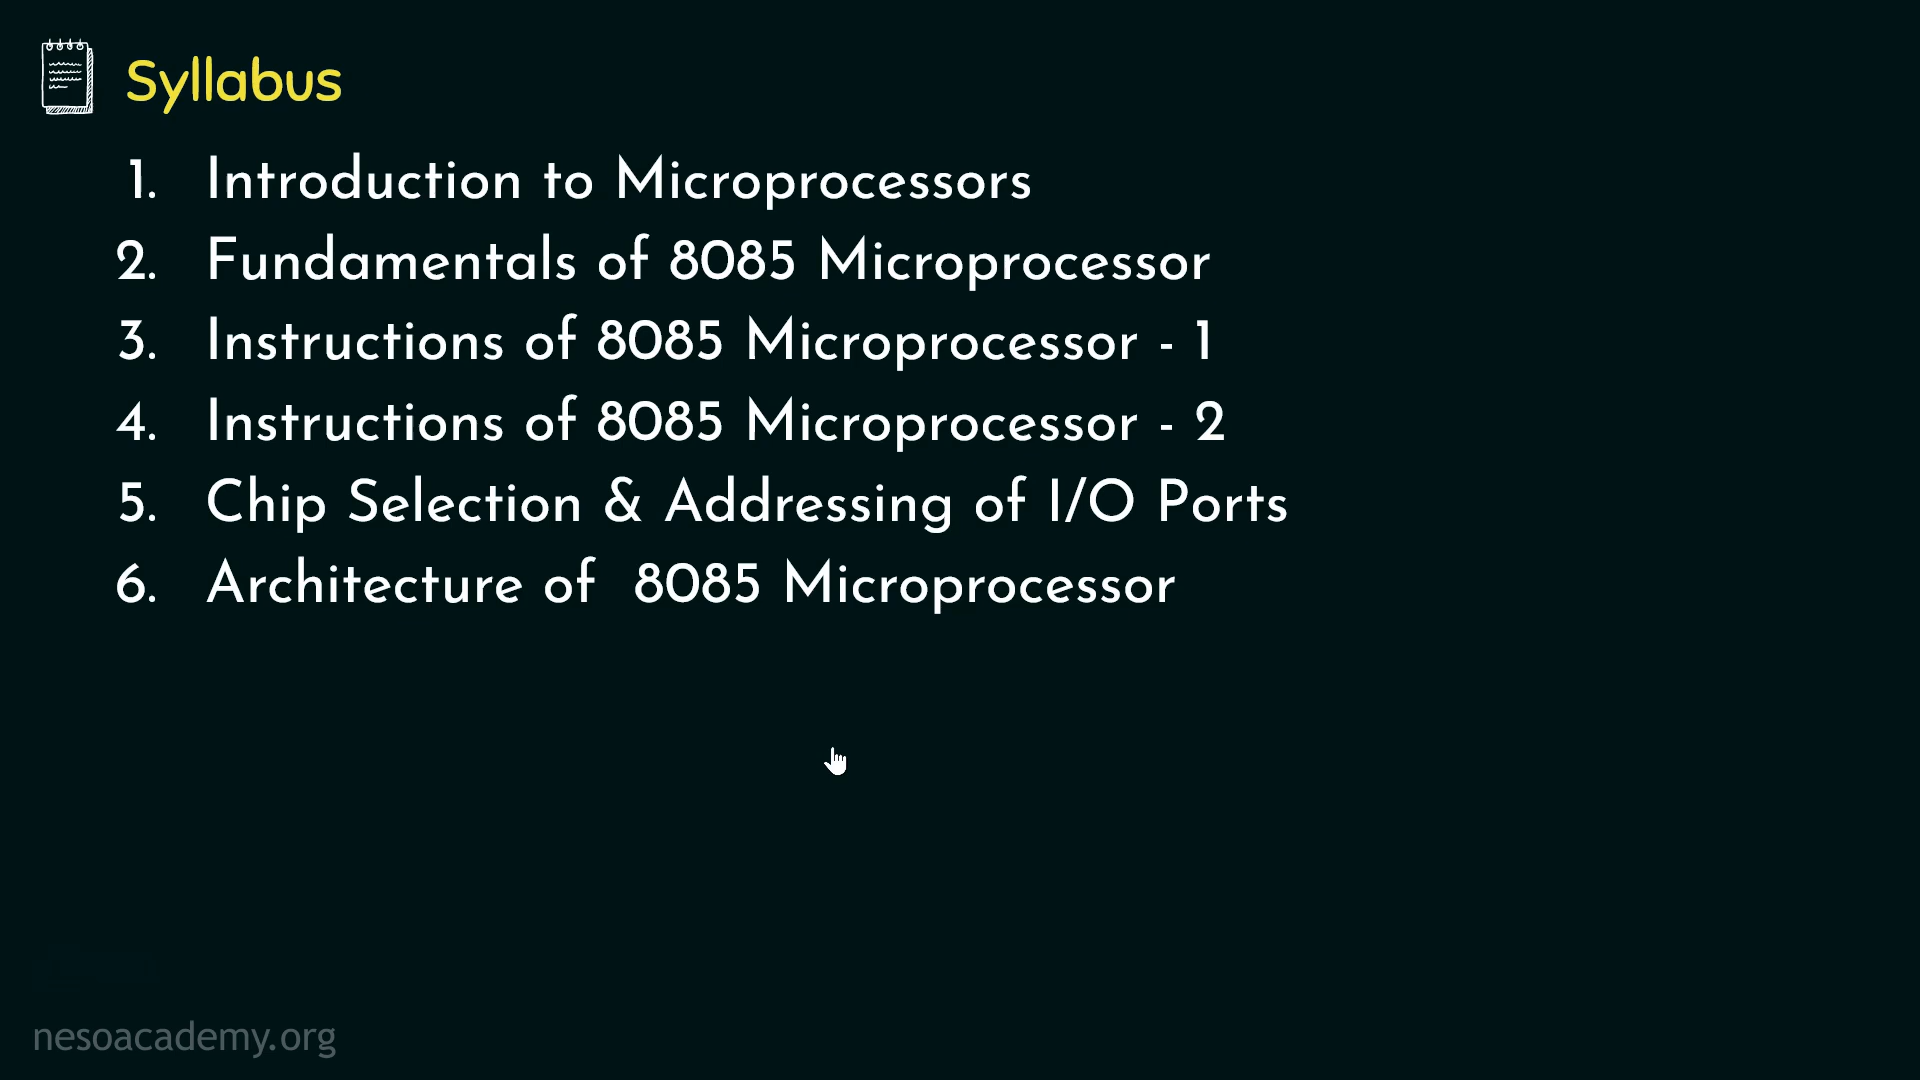 Syllabus
1. Introduction to Microprocessors
2. Fundamentals of 8085 Microprocessor
3. Instructions of 8085 Microprocessor - 1
4. Instructions of 8085 Microprocessor - 2
5. Chip Selection & Addressing of I/O Ports
6. Architecture of  8085 Microprocessor
nesoacademy.org